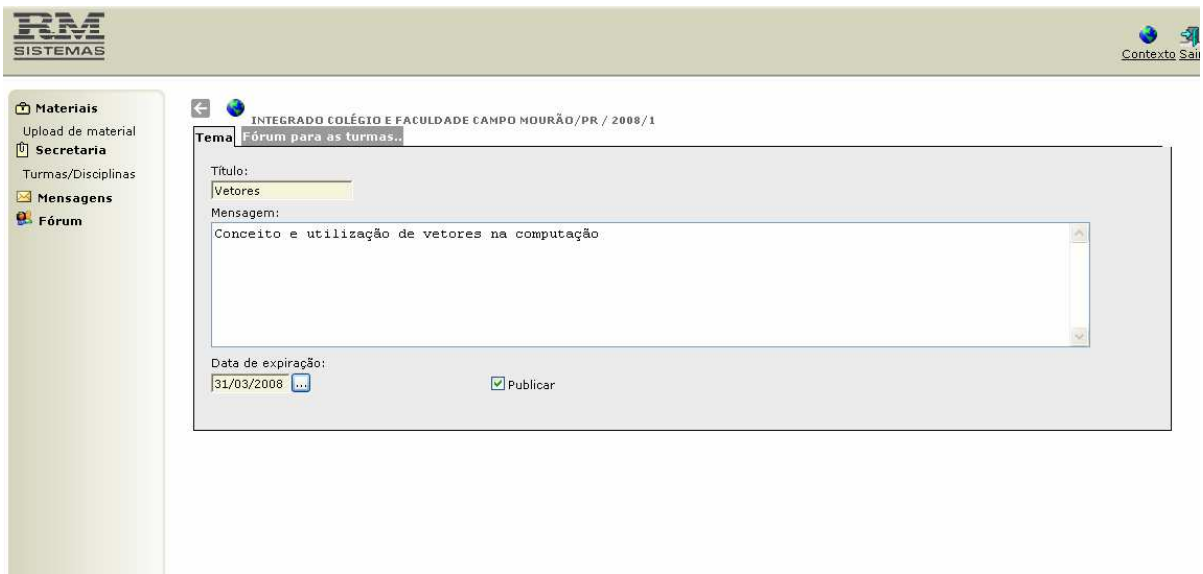 RM
SISTEMAS
Contexto Sair
Materiais
Upload de material
Secretaria
Turmas/Disciplinas
Mensagens
Fórum
INTEGRADO COLÉGIO E FACULDADE CAMPO MOURÃO/PR / 2008/1
Tema Fórum para as turmas..
Título:
Vetores
Mensagem:
Conceito e utilização de vetores na computação
Data de expiração:
31/03/2008 ... Publicar